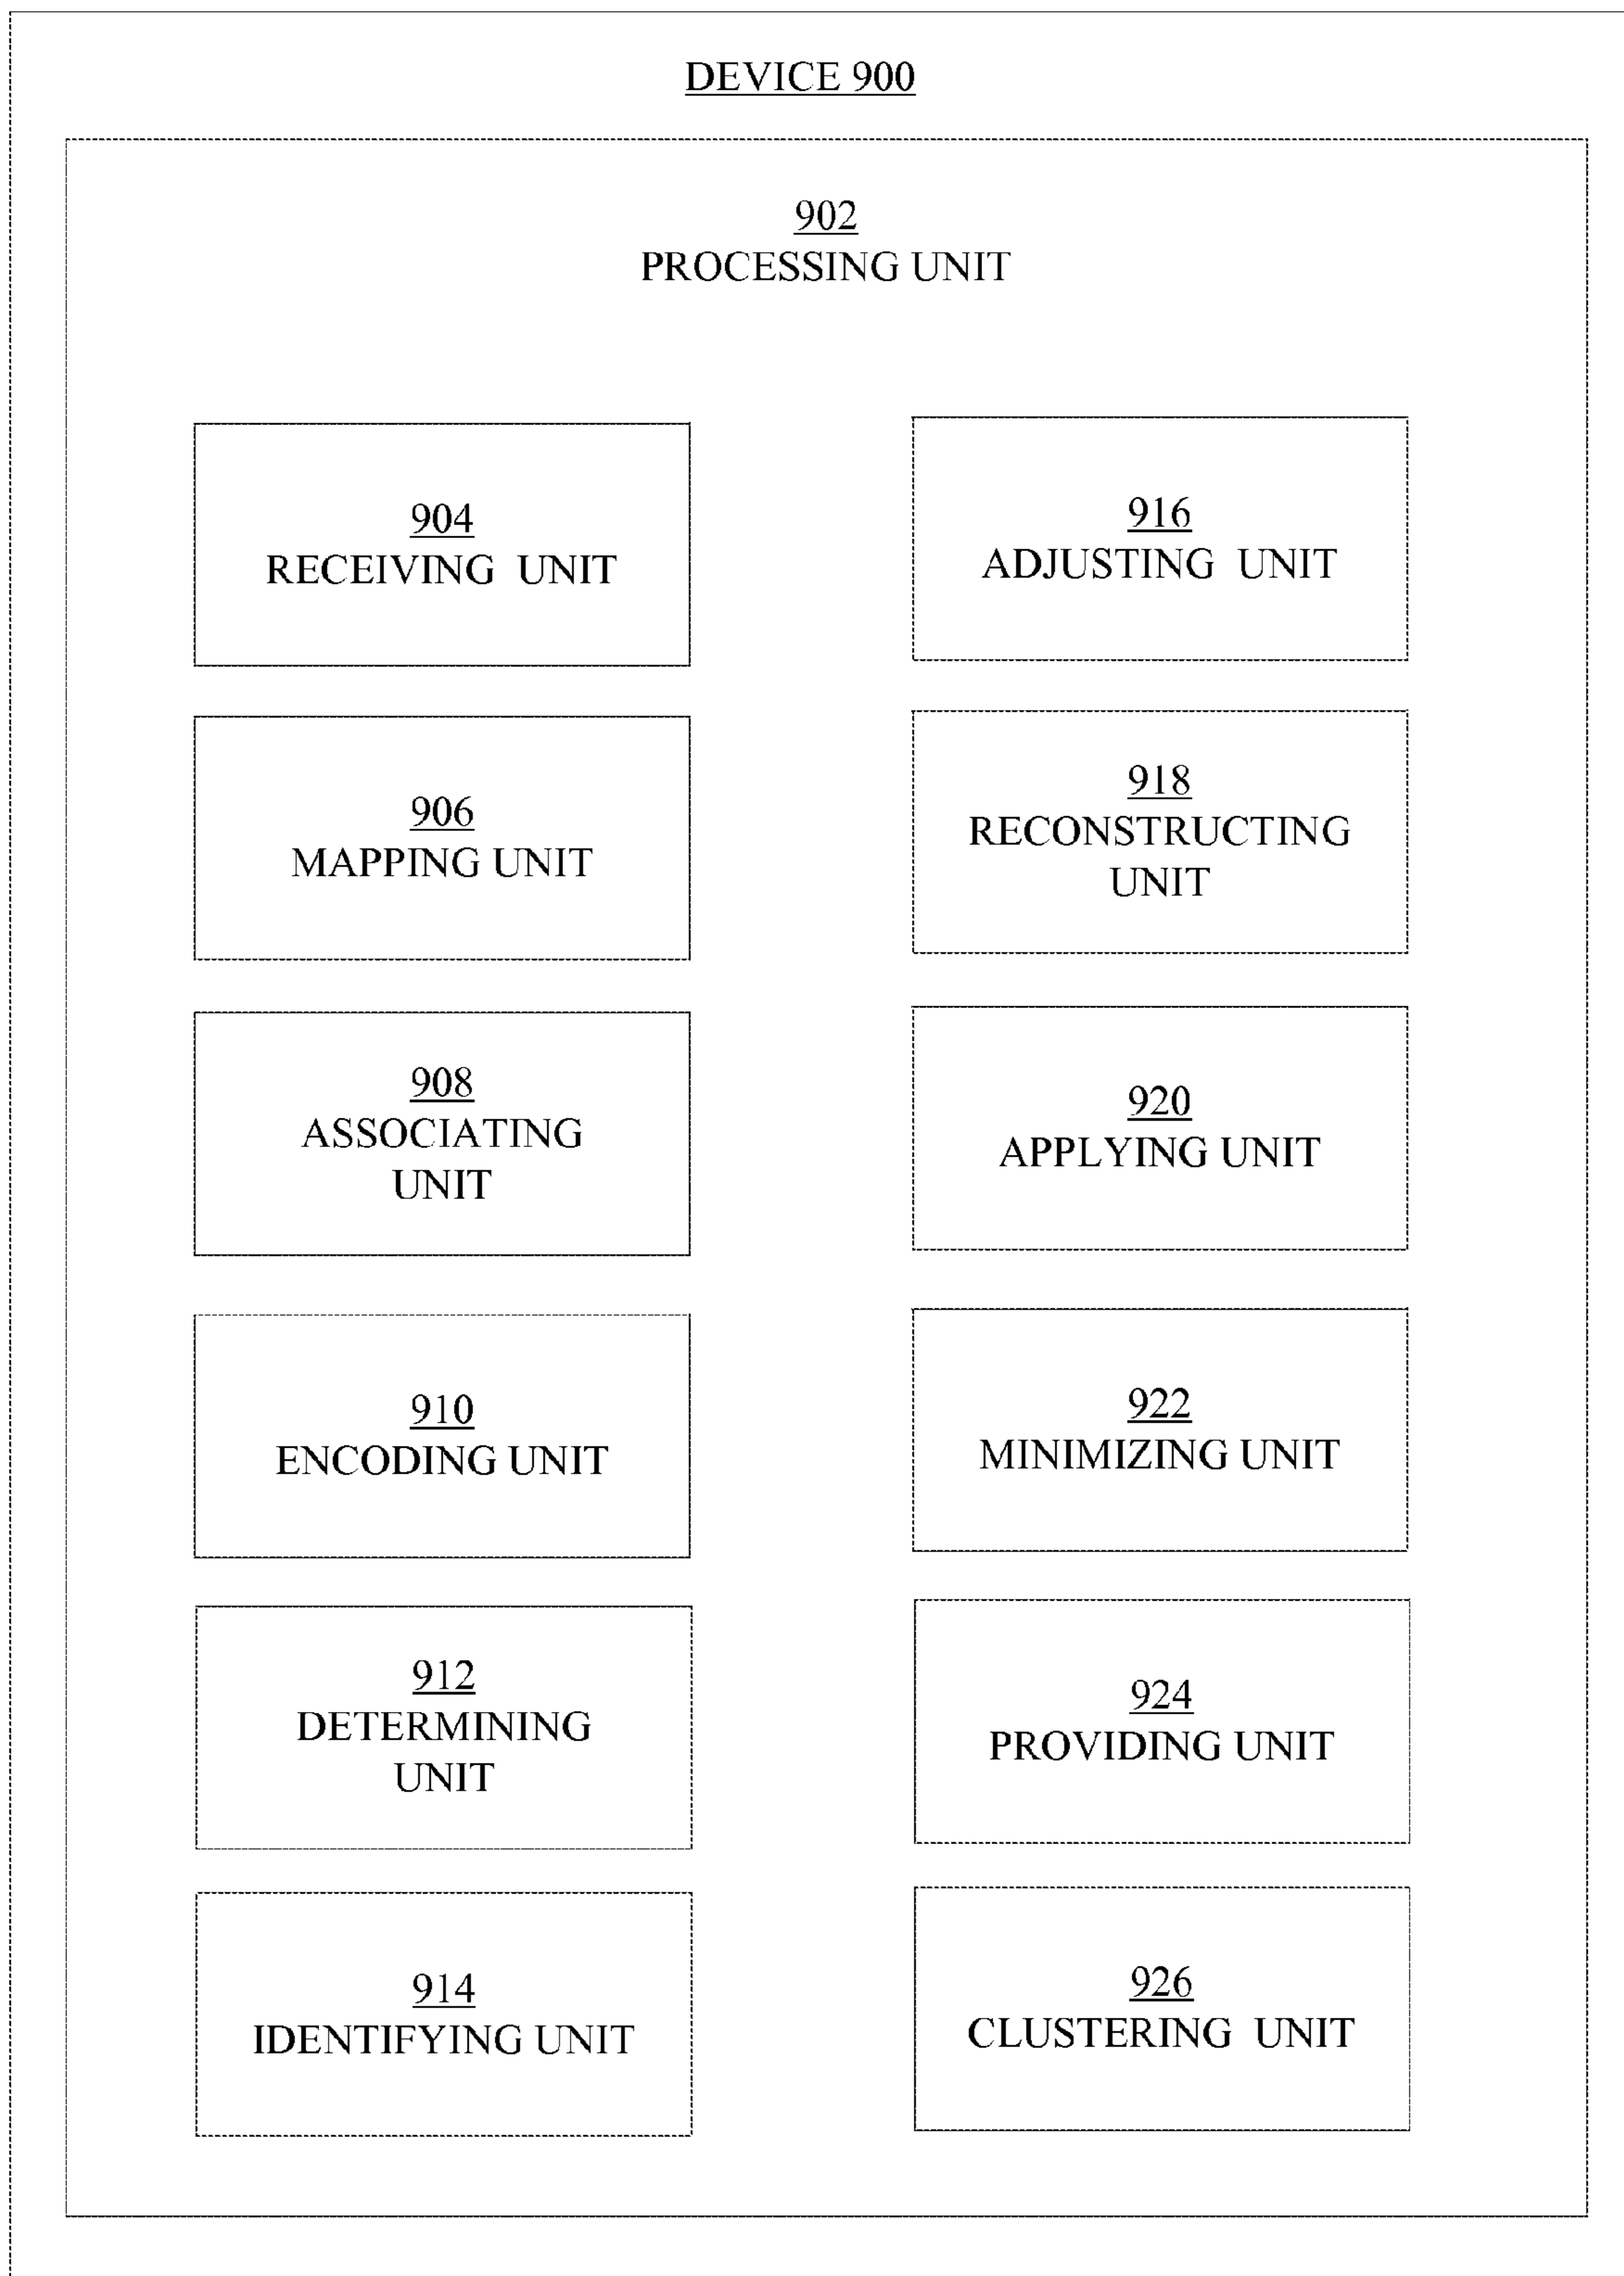 DEVICE 900
902
PROCESSING UNIT
904
RECEIVING UNIT
906
MAPPING UNIT
908
ASSOCIATING
UNIT
910
ENCODING UNIT
912
DETERMINING
UNIT
914
IDENTIFYING UNIT
916
ADJUSTING UNIT
918
RECONSTRUCTING
UNIT
920
APPLYING UNIT
922
MINIMIZING UNIT
924
PROVIDING UNIT
926
CLUSTERING UNIT